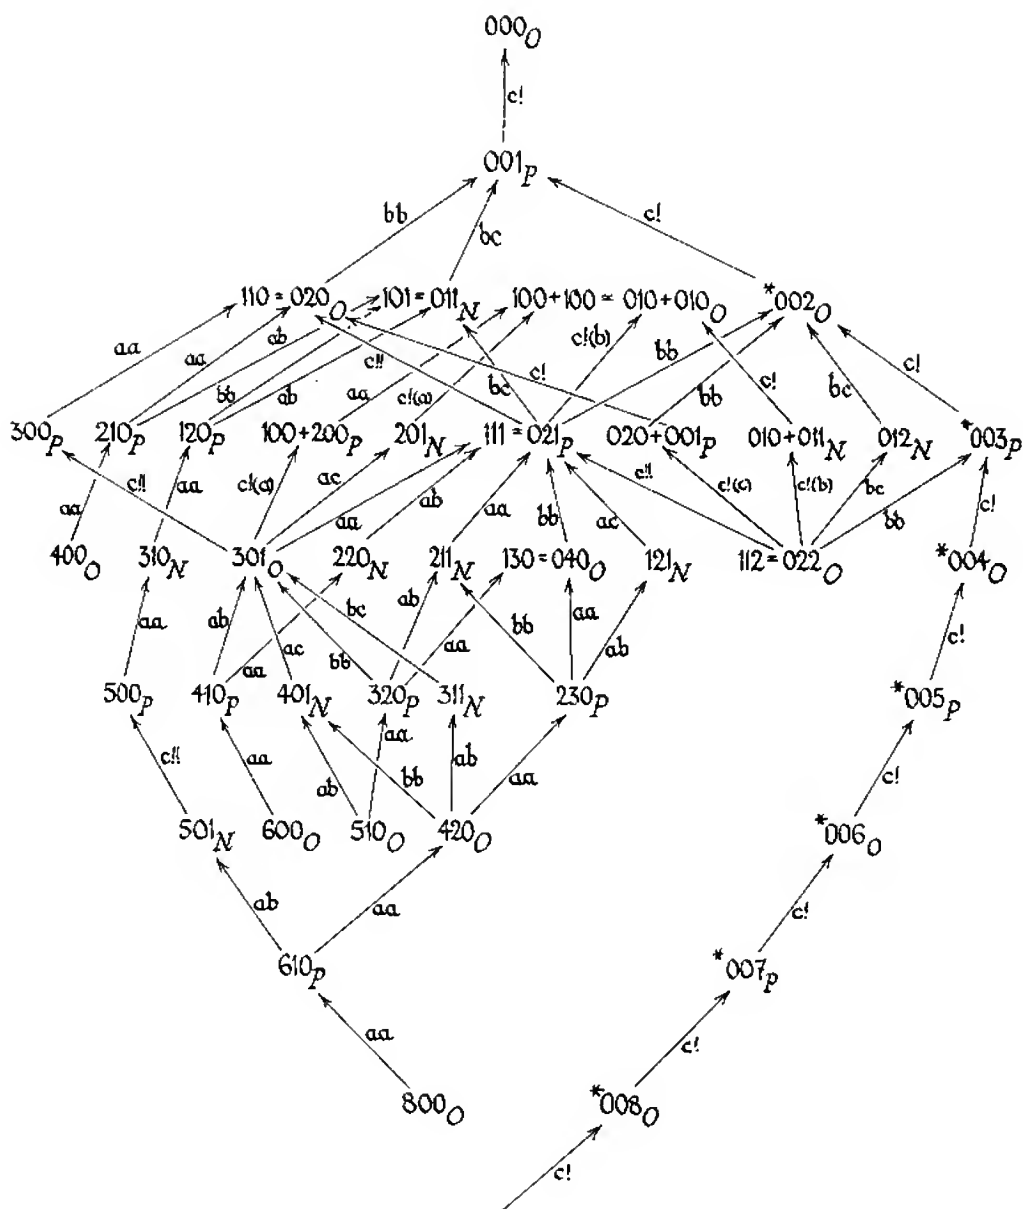 000O
c!
001P
bb bc c!
110=020O 101=011N 100+100=010+010O *002O
aa aa ab bb ab c!! aa c!(a) bc c!(b) c! bb bb c! bc c!
300P 210P 120P 100+200P 201N 111=021P 020+001P 010+011N 012N *003P
aa c!! aa c!(a) ac aa ab aa bb ac c!! c!(c) c!(b) bc bb c!
400O 310N 301O 220N 211N 130=040O 121N 112=022O *004O
aa ab aa ac bb bc ab aa bb aa ab c!
500P 410P 401N 320P 311N 230P *005P
c!! aa ab aa bb ab aa c!
501N 600O 510O 420O *006O
ab aa c!
610P *007P
aa c!
800O *008O
c!